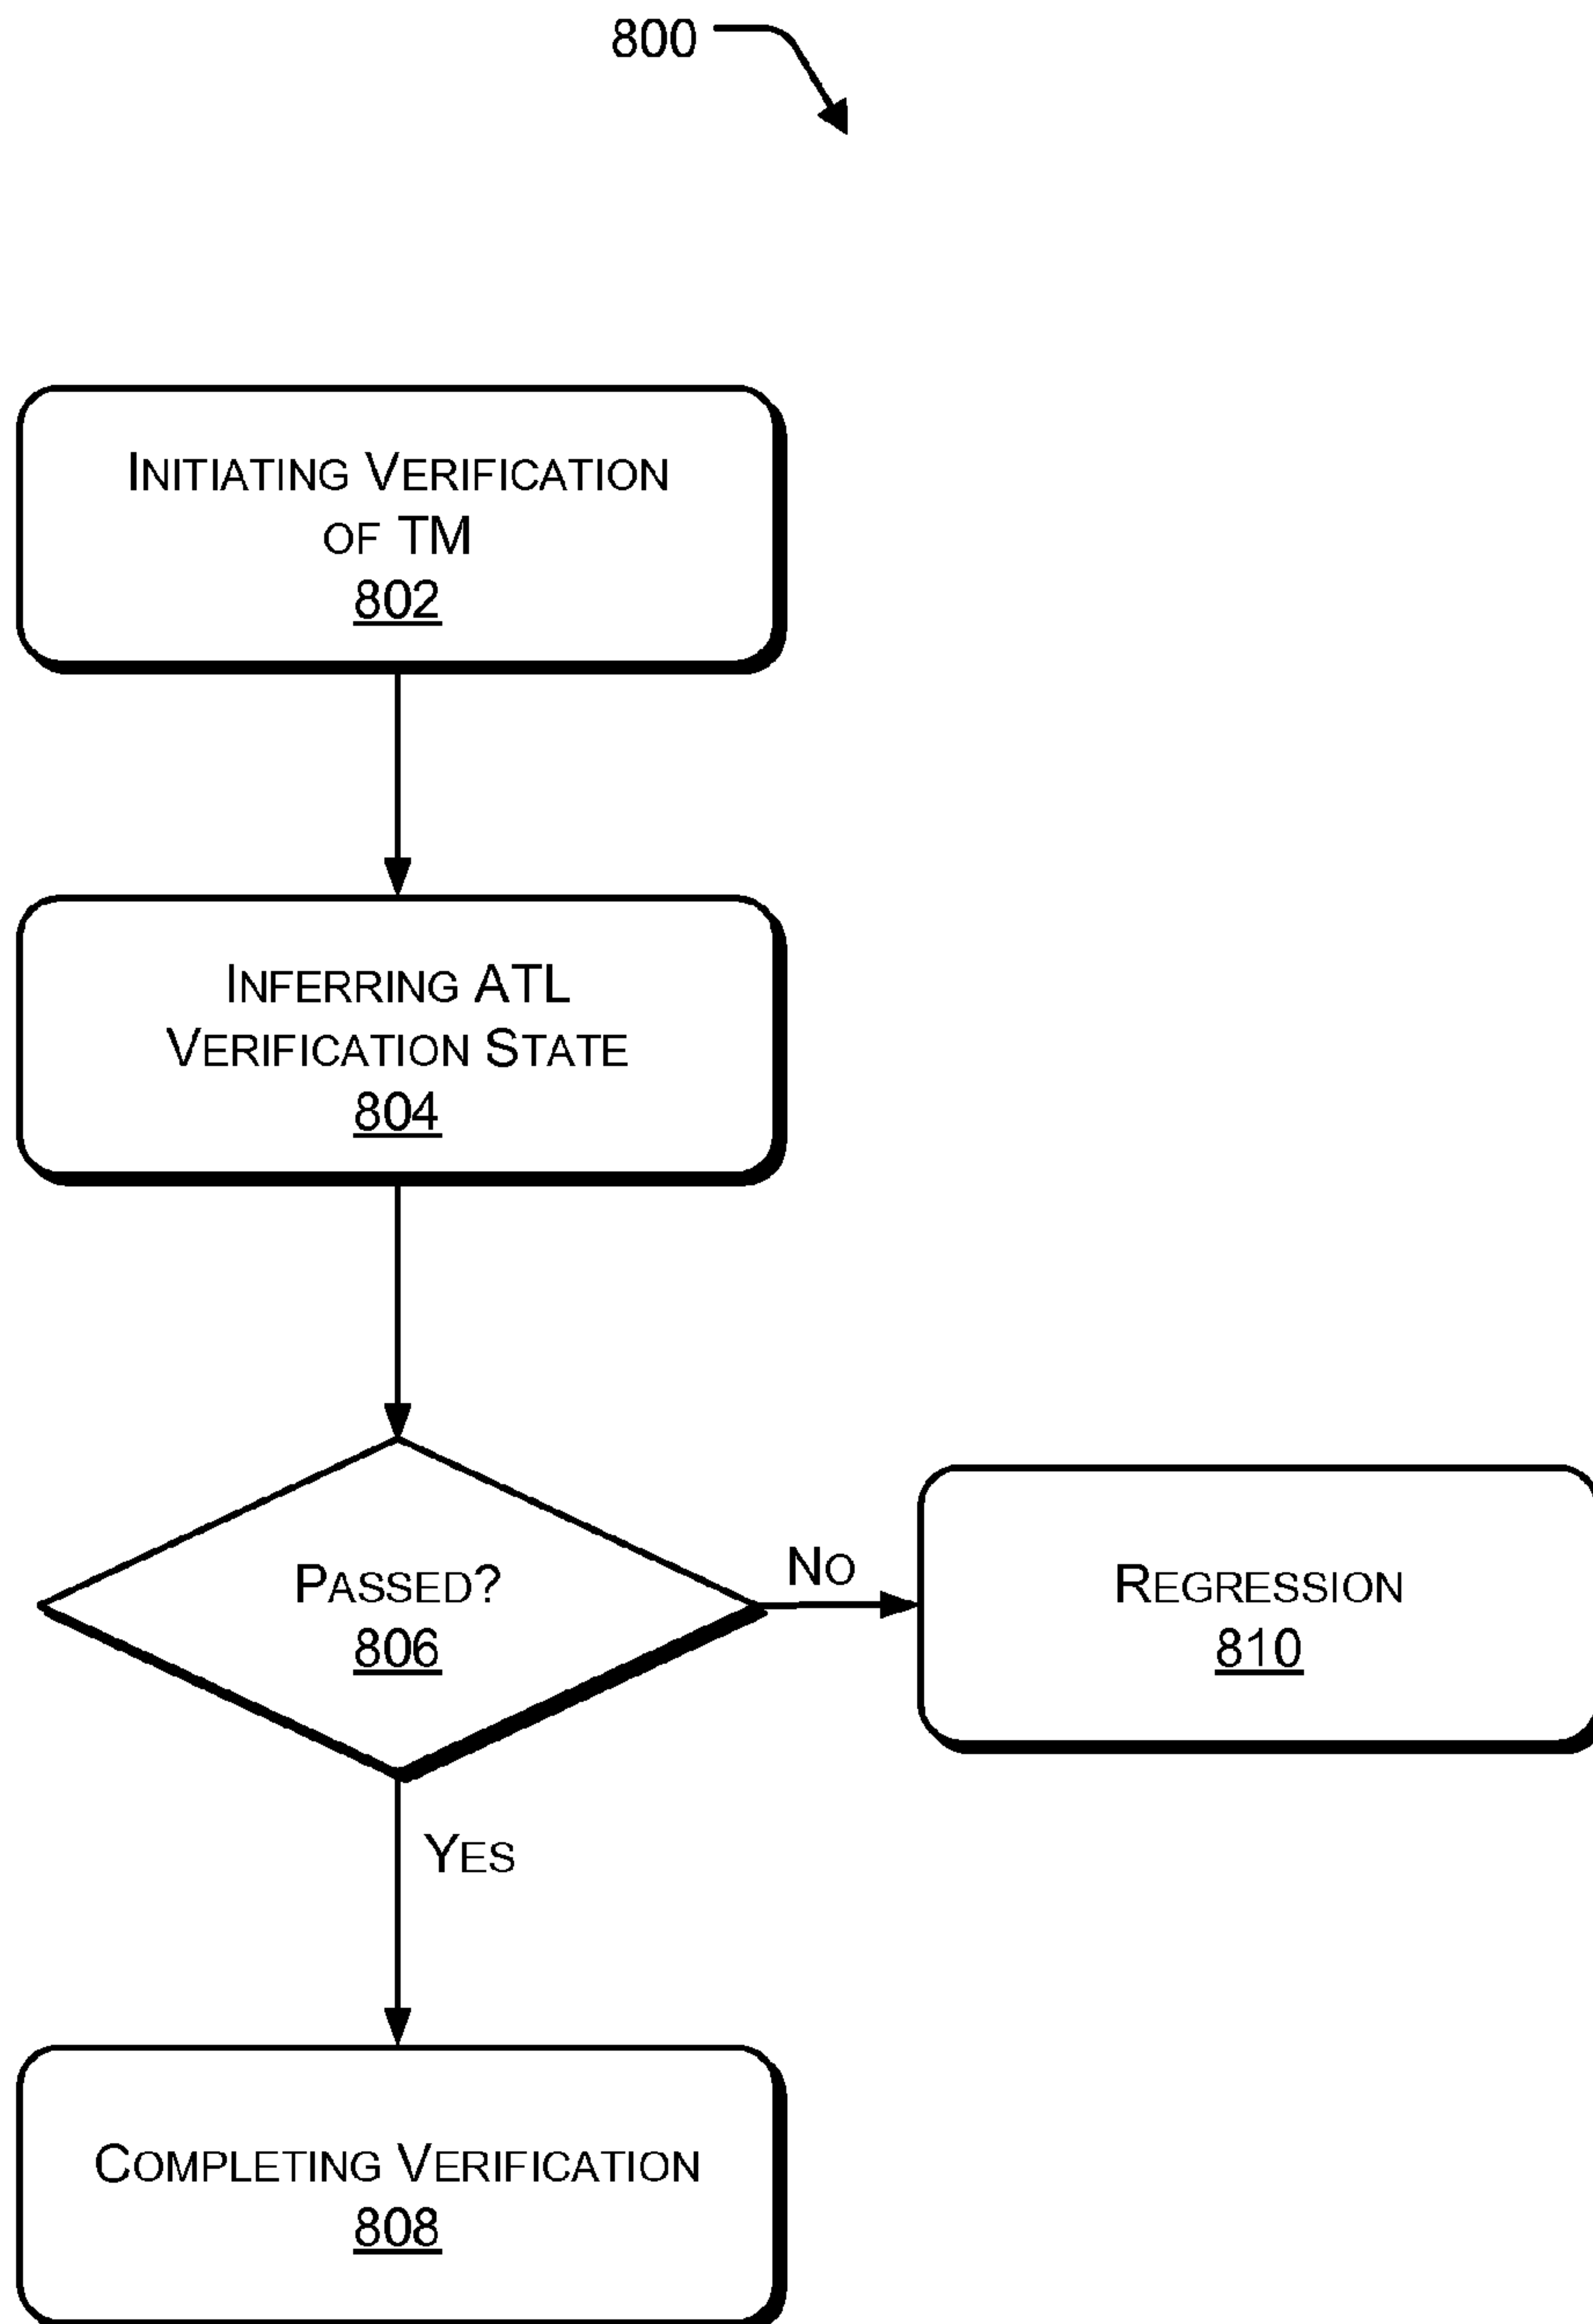 800
INITIATING VERIFICATION
OF TM
802
INFERRING ATL
VERIFICATION STATE
804
PASSED?
806
NO
REGRESSION
810
YES
COMPLETING VERIFICATION
808